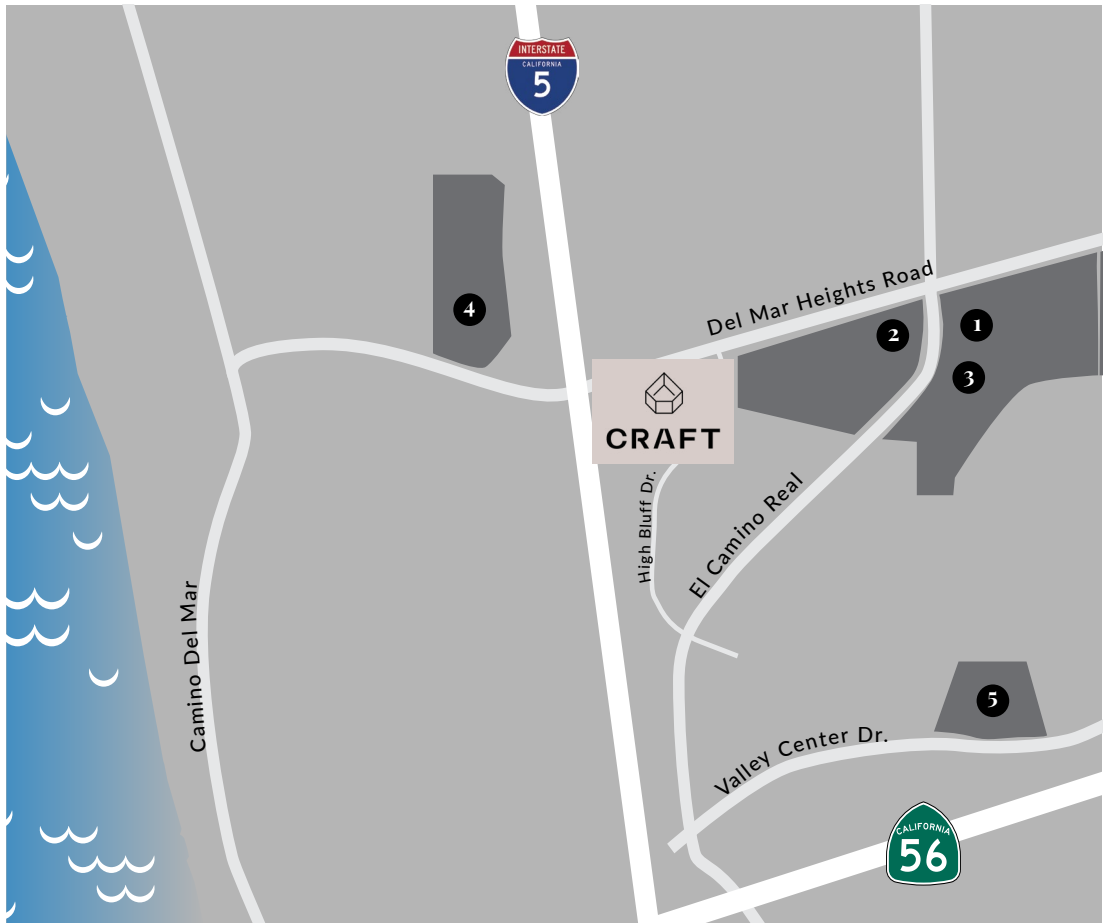 INTERSTATE
CALIFORNIA
5
Del Mar Heights Road
4
2
1
3
CRAFT
High Bluff Dr.
El Camino Real
Camino Del Mar
5
Valley Center Dr.
CALIFORNIA
56